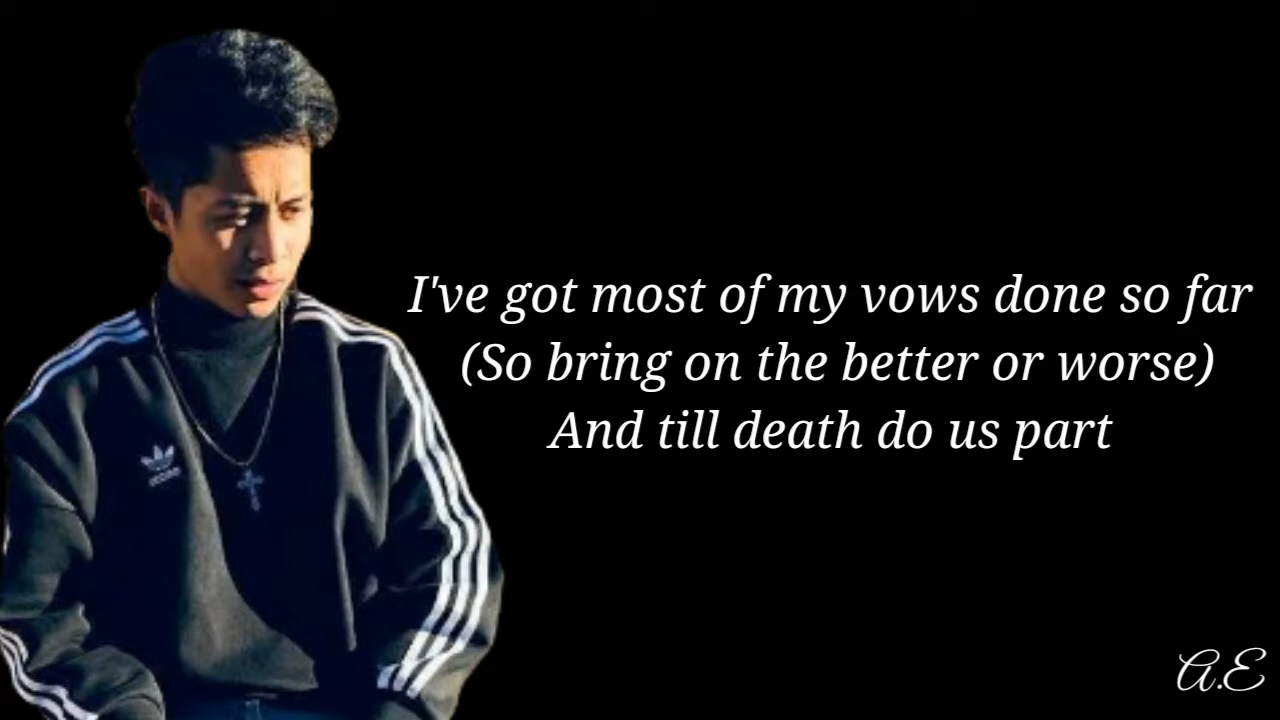 I've got most of my vows done so far
(So bring on the better or worse)
And till death do us part
A.E